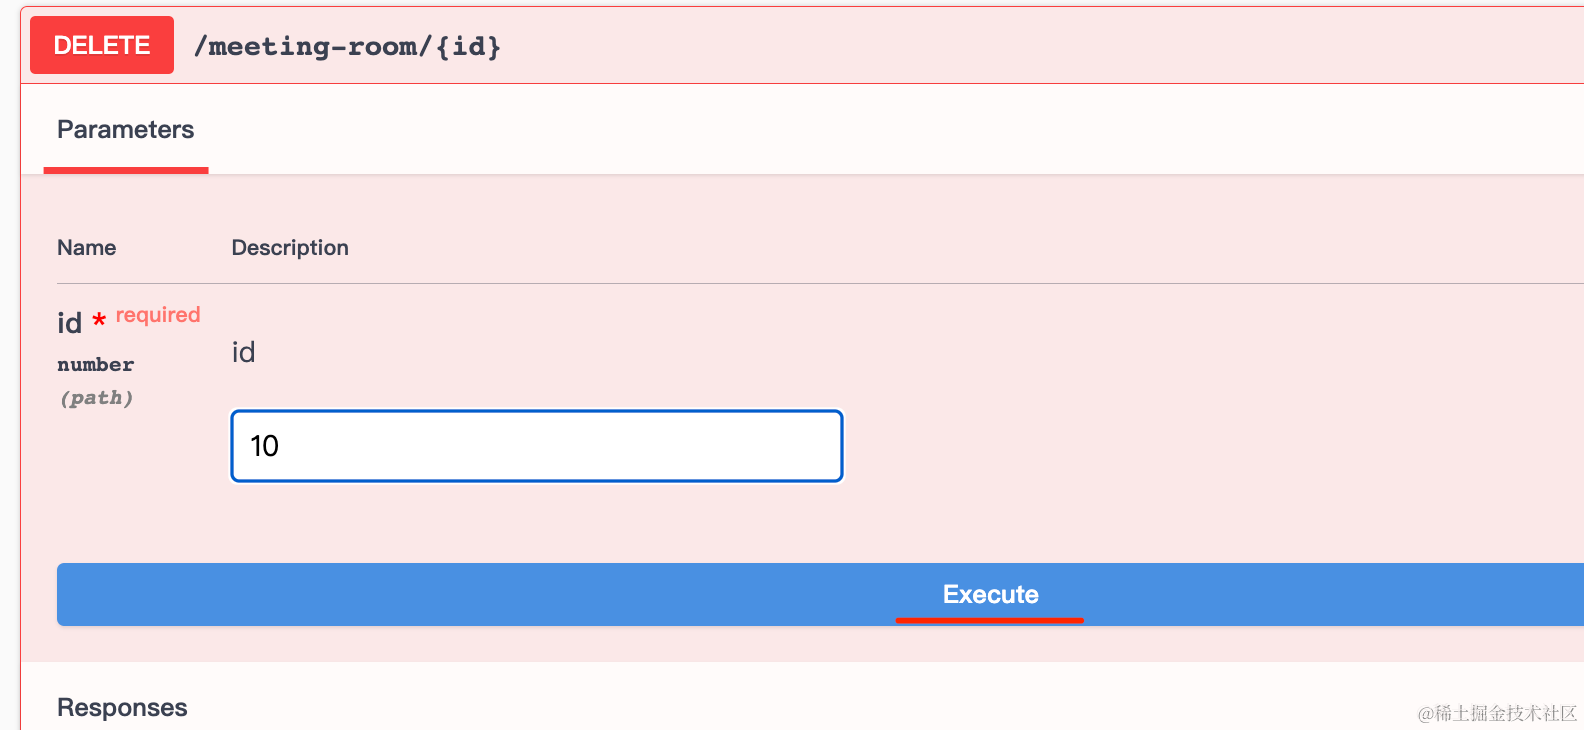 DELETE /meeting-room/{id}
Parameters
Name Description
id * required
id
number
(path)
10
Execute
Responses
@稀土掘金技术社区